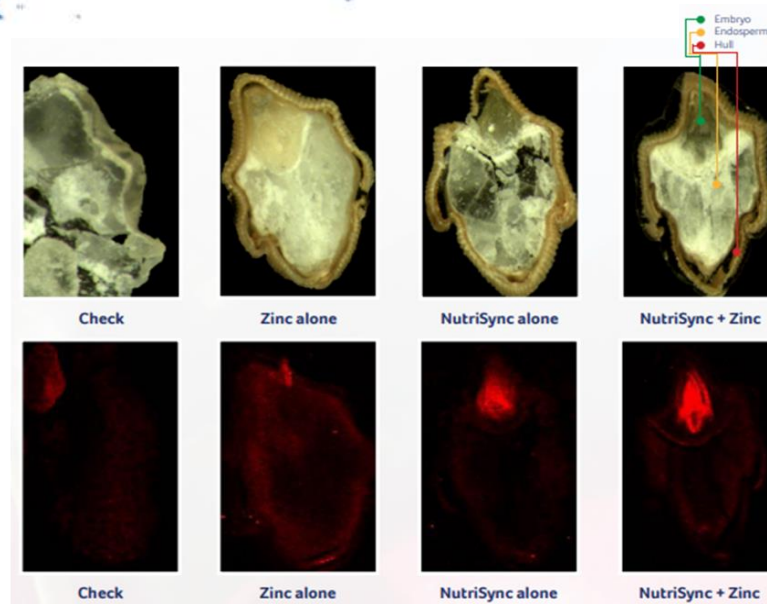 Embryo
Endosperm
Hull
Check
Zinc alone
NutriSync alone
NutriSync + Zinc
Check
Zinc alone
NutriSync alone
NutriSync + Zinc